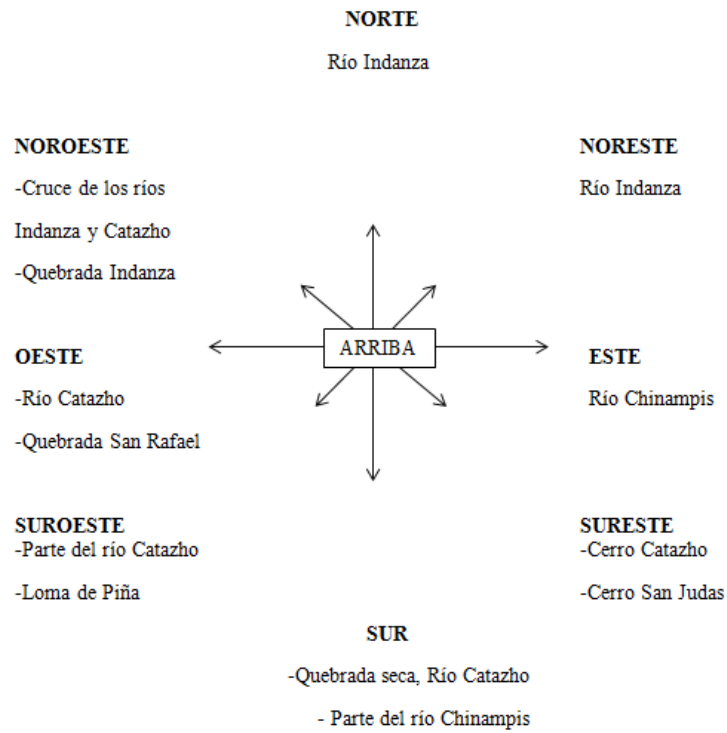 NORTE
Río Indanza
NOROESTE
-Cruce de los ríos
Indanza y Catazho
-Quebrada Indanza
NORESTE
Río Indanza
ARRIBA
OESTE
-Río Catazho
-Quebrada San Rafael
ESTE
Río Chinampis
SUROESTE
-Parte del río Catazho
-Loma de Piña
SURESTE
-Cerro Catazho
-Cerro San Judas
SUR
-Quebrada seca, Río Catazho
- Parte del río Chinampis